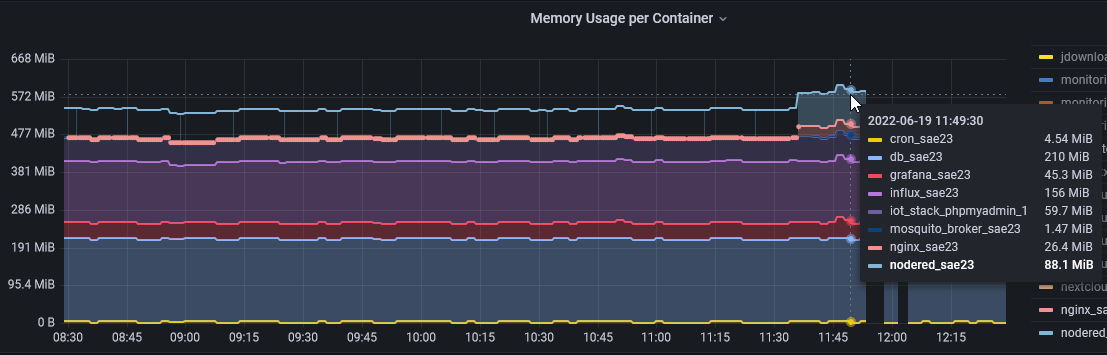 Memory Usage per Container
668 MiB
572 MiB
477 MiB
381 MiB
286 MiB
191 MiB
95.4 MiB
0 B
08:30 08:45 09:00 09:15 09:30 09:45 10:00 10:15 10:30 10:45 11:00 11:15 11:30 11:45 12:00 12:15
2022-06-19 11:49:30
cron_sae23 4.54 MiB
db_sae23 210 MiB
grafana_sae23 45.3 MiB
influx_sae23 156 MiB
iot_stack_phpmyadmin_1 59.7 MiB
mosquito_broker_sae23 1.47 MiB
nginx_sae23 26.4 MiB
nodered_sae23 88.1 MiB
jdownloa
monitori
monitori
nextclou
nginx_sa
nodered_